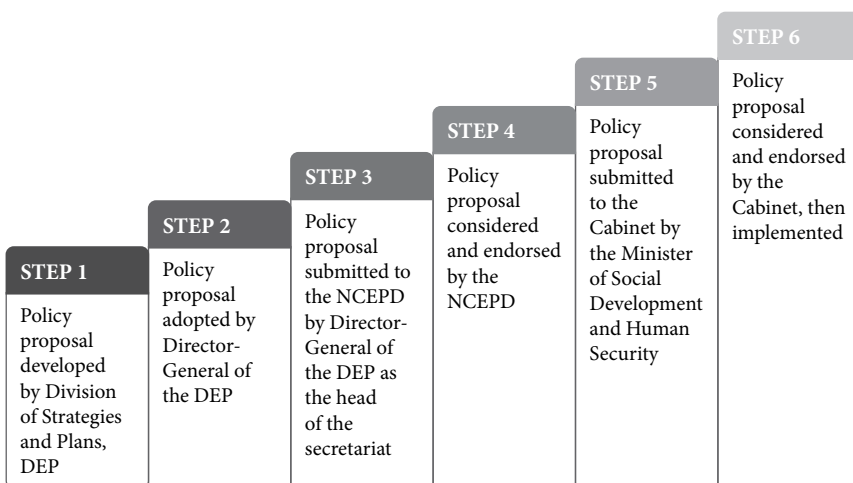 STEP 1
Policy
proposal
developed
by Division
of Strategies
and Plans,
DEP
STEP 2
Policy
proposal
adopted by
Director-
General of
the DEP
STEP 3
Policy
proposal
submitted to
the NCEPD
by Director-
General of
the DEP as
the head
of the
secretariat
STEP 4
Policy
proposal
considered
and endorsed
by the
NCEPD
STEP 5
Policy
proposal
submitted
to the
Cabinet by
the Minister
of Social
Development
and Human
Security
STEP 6
Policy
proposal
considered
and endorsed
by the
Cabinet, then
implemented